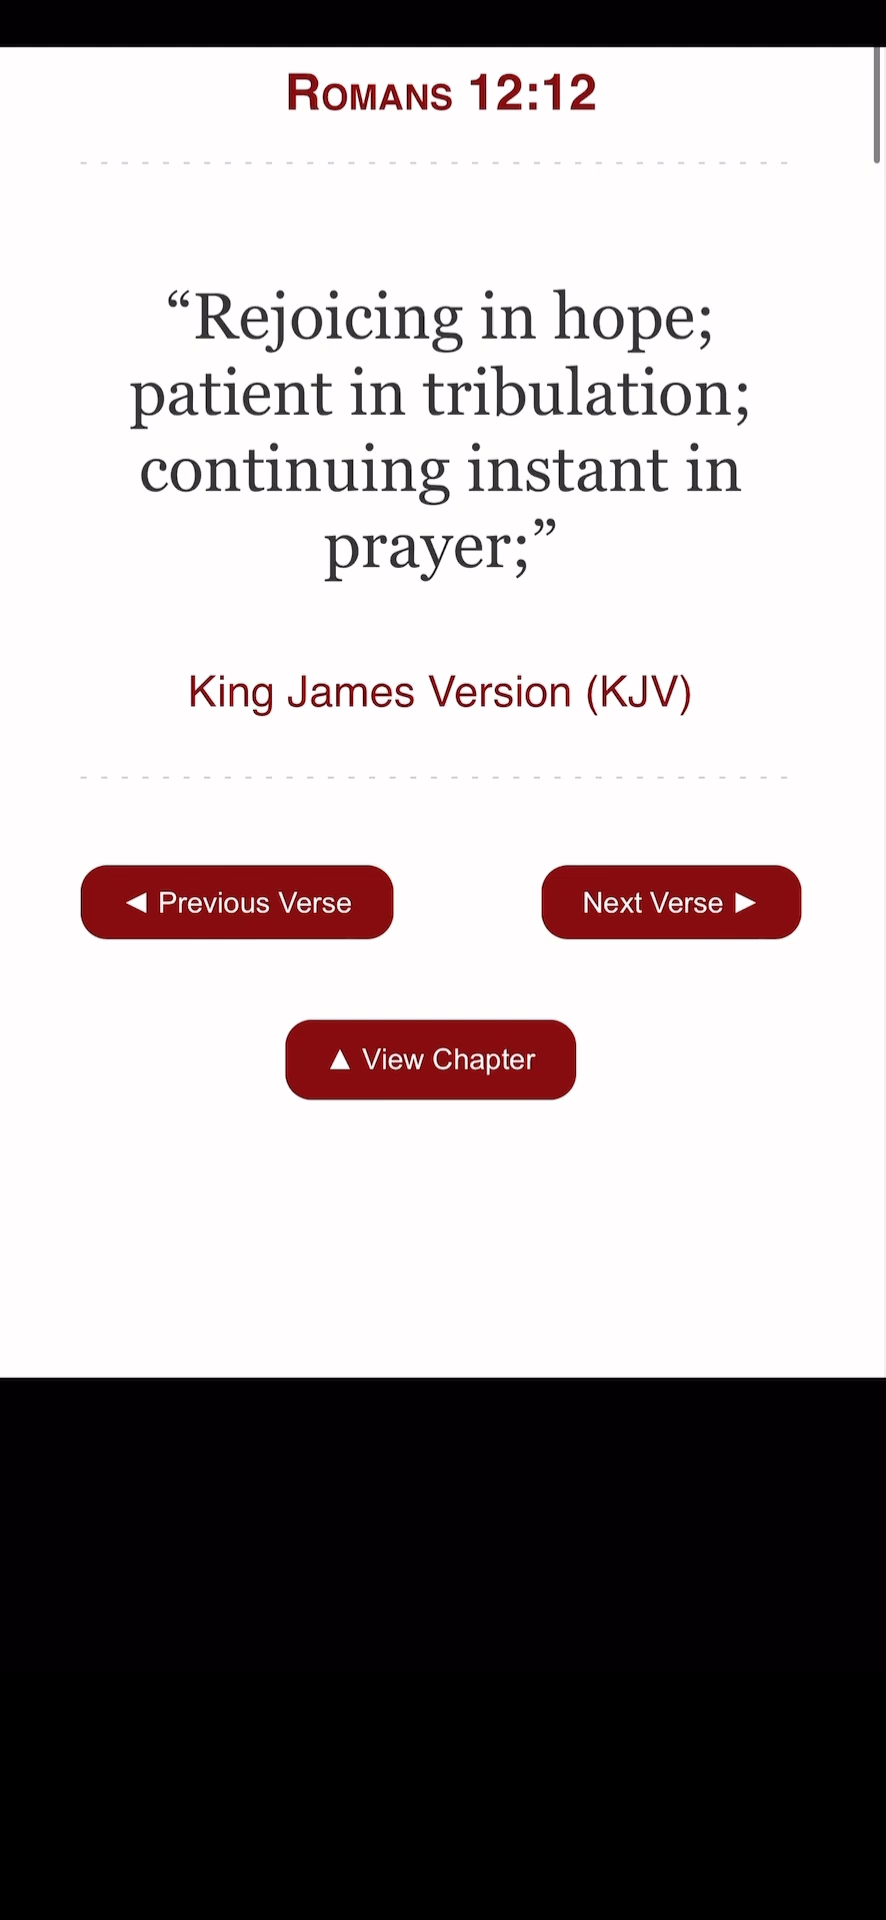 Romans 12:12
“Rejoicing in hope;
patient in tribulation;
continuing instant in
prayer;”
King James Version (KJV)
◀ Previous Verse
Next Verse ▶
▲ View Chapter